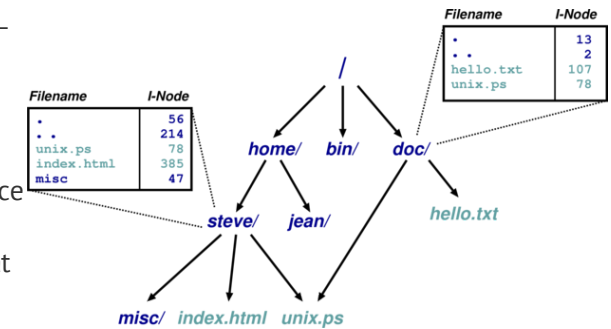 Filename I-Node
. 13
. . 2
hello.txt 107
unix.ps 78
/
Filename I-Node
. 56
. . 214
unix.ps 78
index.html 385
misc 47
home/ bin/ doc/
ce
steve/ jean/ hello.txt
t
misc/ index.html unix.ps